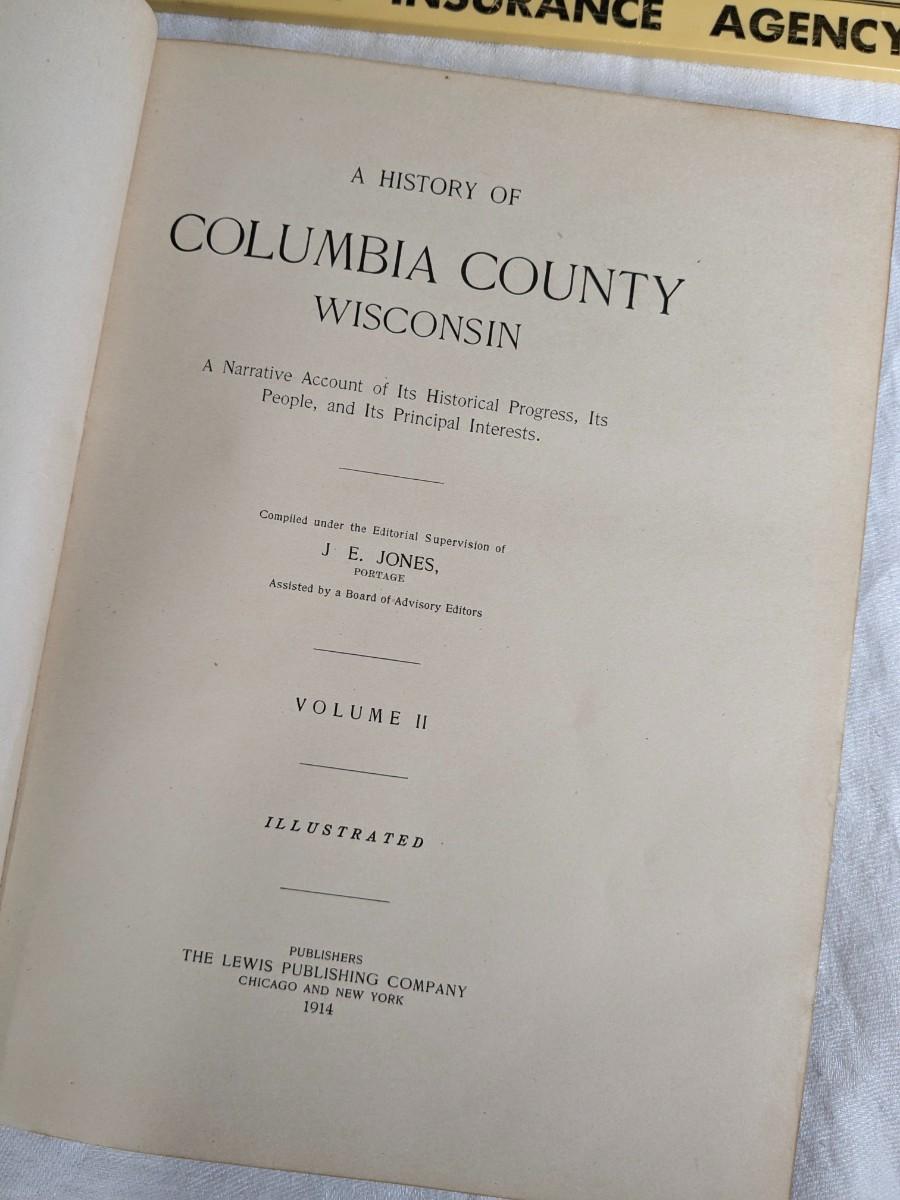 INSURANCE AGENCY
A HISTORY OF
COLUMBIA COUNTY
WISCONSIN
A Narrative Account of Its Historical Progress, Its
People, and Its Principal Interests.
Compiled under the Editorial Supervision of
J E. JONES,
PORTAGE
Assisted by a Board of Advisory Editors
VOLUME II
ILLUSTRATED
PUBLISHERS
THE LEWIS PUBLISHING COMPANY
CHICAGO AND NEW YORK
1914